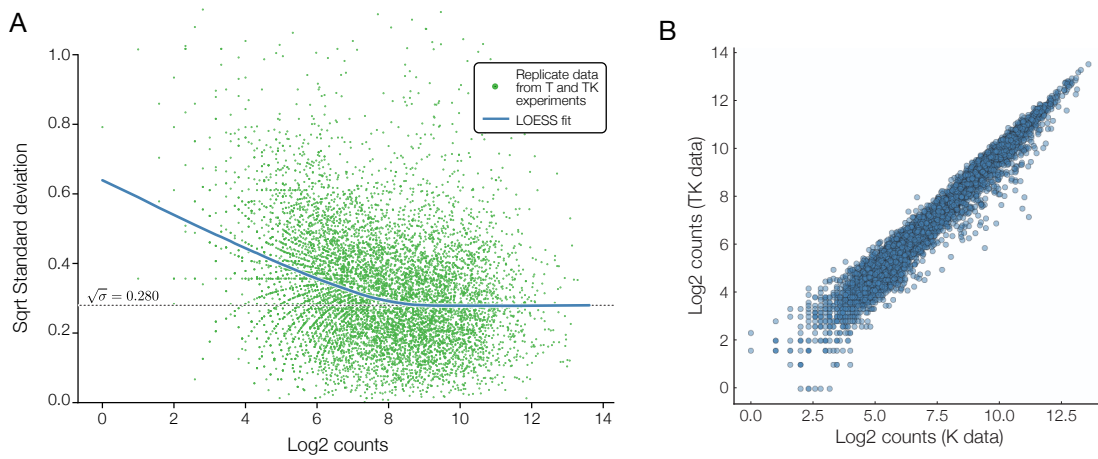 A
1.0
0.8
0.6
0.4
0.2
0.0
Sqrt Standard deviation
√σ = 0.280
Replicate data
from T and TK
experiments
LOESS fit
0 2 4 6 8 10 12 14
Log2 counts
B
14
12
10
8
6
4
2
0
Log2 counts (TK data)
0.0 2.5 5.0 7.5 10.0 12.5
Log2 counts (K data)